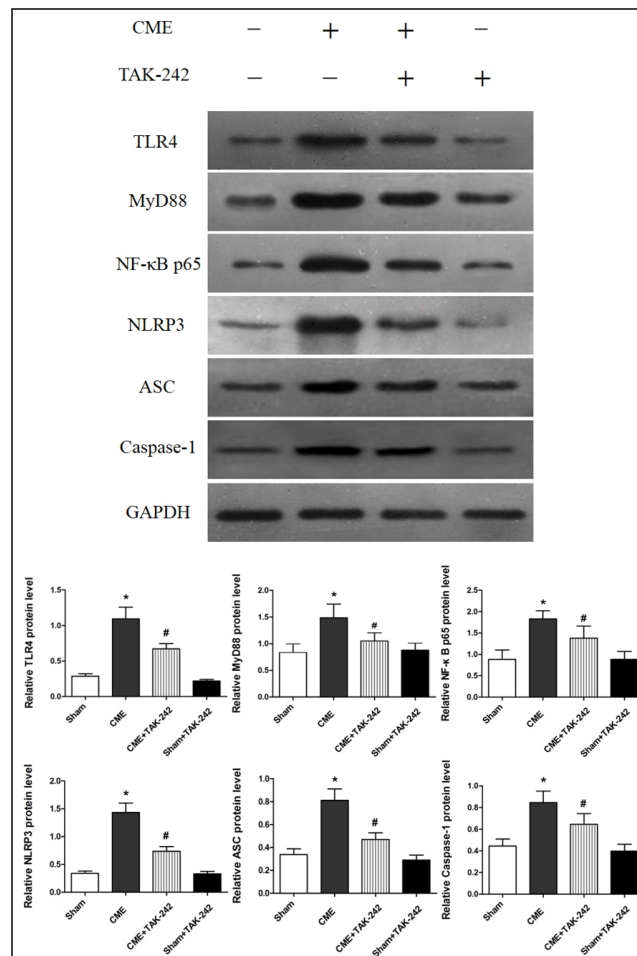 CME − + + −
TAK-242 − − + +
TLR4
MyD88
NF-κB p65
NLRP3
ASC
Caspase-1
GAPDH
Relative TLR4 protein level
1.5
1.0
0.5
0.0
*
#
Sham
CME
CME+TAK-242
Sham+TAK-242
Relative MyD88 protein level
2.0
1.5
1.0
0.5
0.0
*
#
Sham
CME
CME+TAK-242
Sham+TAK-242
Relative NF-κ B p65 protein level
2.5
2.0
1.5
1.0
0.5
0.0
*
#
Sham
CME
CME+TAK-242
Sham+TAK-242
Relative NLRP3 protein level
2.0
1.5
1.0
0.5
0.0
*
#
Sham
CME
CME+TAK-242
Sham+TAK-242
Relative ASC protein level
1.0
0.8
0.6
0.4
0.2
0.0
*
#
Sham
CME
CME+TAK-242
Sham+TAK-242
Relative Caspase-1 protein level
1.0
0.8
0.6
0.4
0.2
0.0
*
#
Sham
CME
CME+TAK-242
Sham+TAK-242